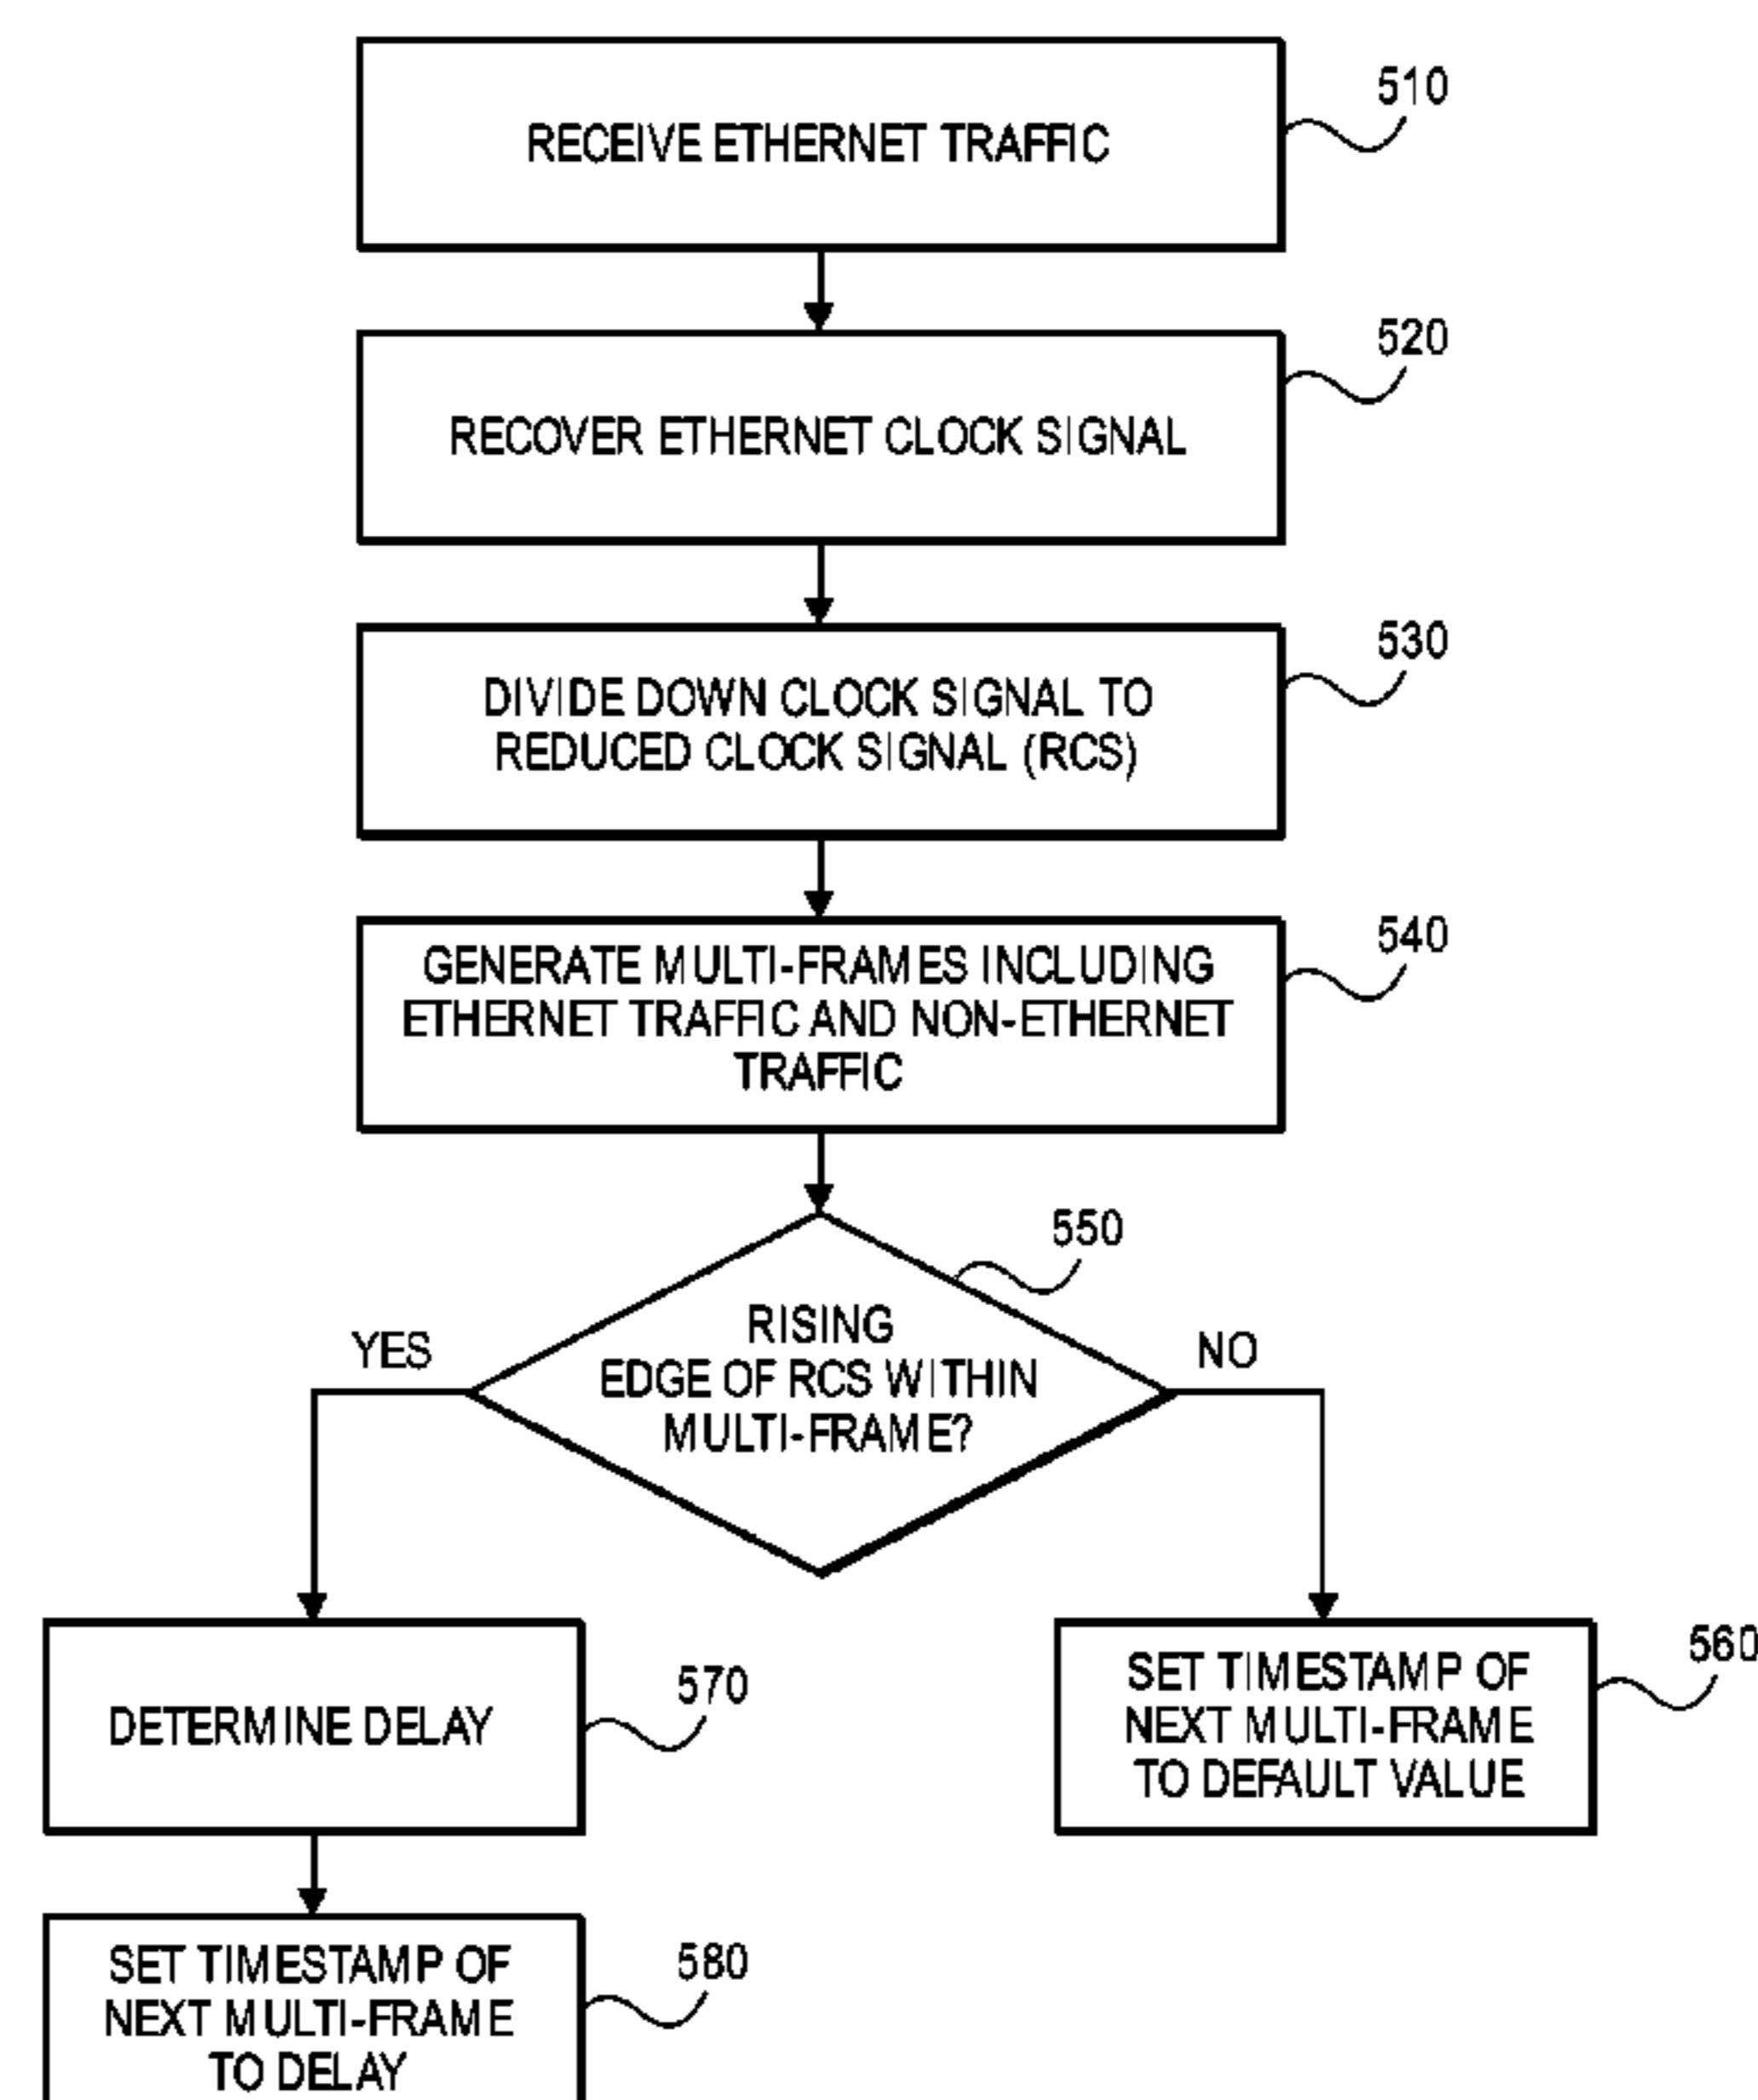 510
RECEIVE ETHERNET TRAFFIC
520
RECOVER ETHERNET CLOCK SIGNAL
530
DIVIDE DOWN CLOCK SIGNAL TO
REDUCED CLOCK SIGNAL (RCS)
540
GENERATE MULTI-FRAMES INCLUDING
ETHERNET TRAFFIC AND NON-ETHERNET
TRAFFIC
550
RISING
EDGE OF RCS WITHIN
MULTI-FRAME?
YES
NO
570
DETERMINE DELAY
560
SET TIMESTAMP OF
NEXT MULTI-FRAME
TO DEFAULT VALUE
580
SET TIMESTAMP OF
NEXT MULTI-FRAME
TO DELAY